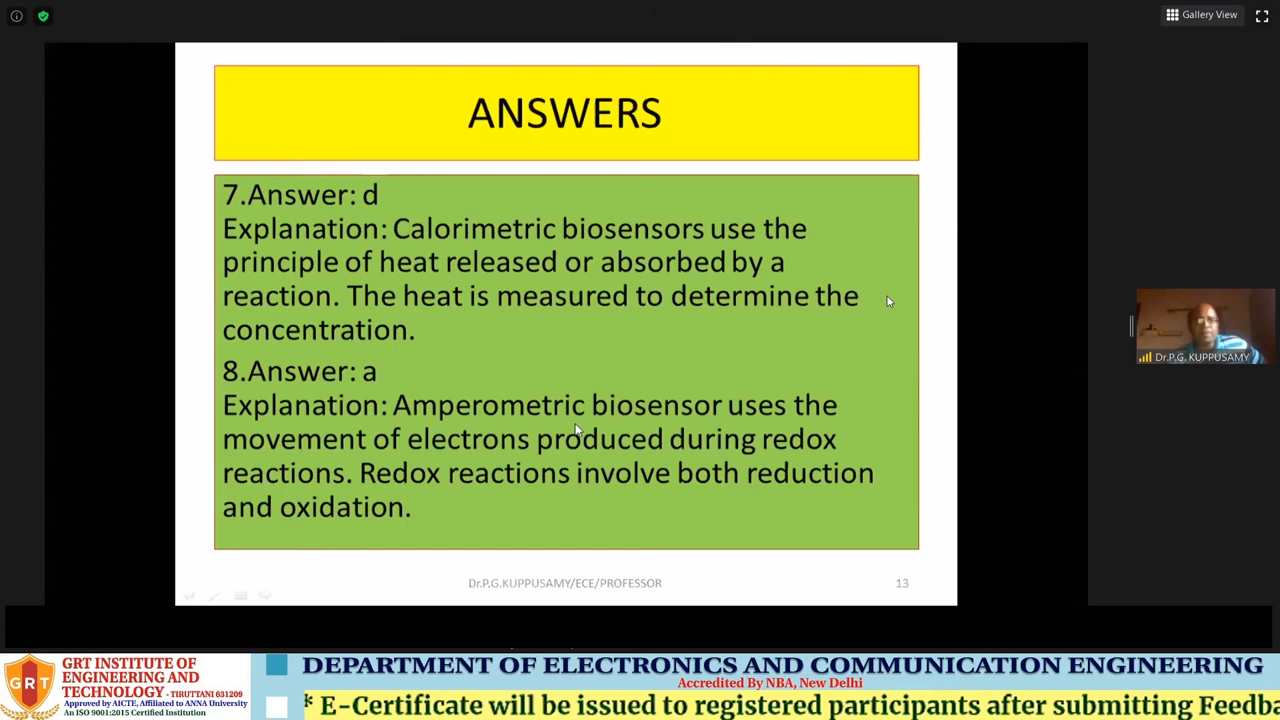 Gallery View
ANSWERS
7.Answer: d
Explanation: Calorimetric biosensors use the
principle of heat released or absorbed by a
reaction. The heat is measured to determine the
concentration.
8.Answer: a
Explanation: Amperometric biosensor uses the
movement of electrons produced during redox
reactions. Redox reactions involve both reduction
and oxidation.
Dr.P.G.KUPPUSAMY/ECE/PROFESSOR
13
Dr.P.G. KUPPUSAMY
GRT
GRT INSTITUTE OF
ENGINEERING AND
TECHNOLOGY - TIRUTTANI 631209
Approved by AICTE, Affiliated to ANNA University
An ISO 9001:2015 Certified Institution
DEPARTMENT OF ELECTRONICS AND COMMUNICATION ENGINEERING
Accredited By NBA, New Delhi
* E-Certificate will be issued to registered participants after submitting Feedba